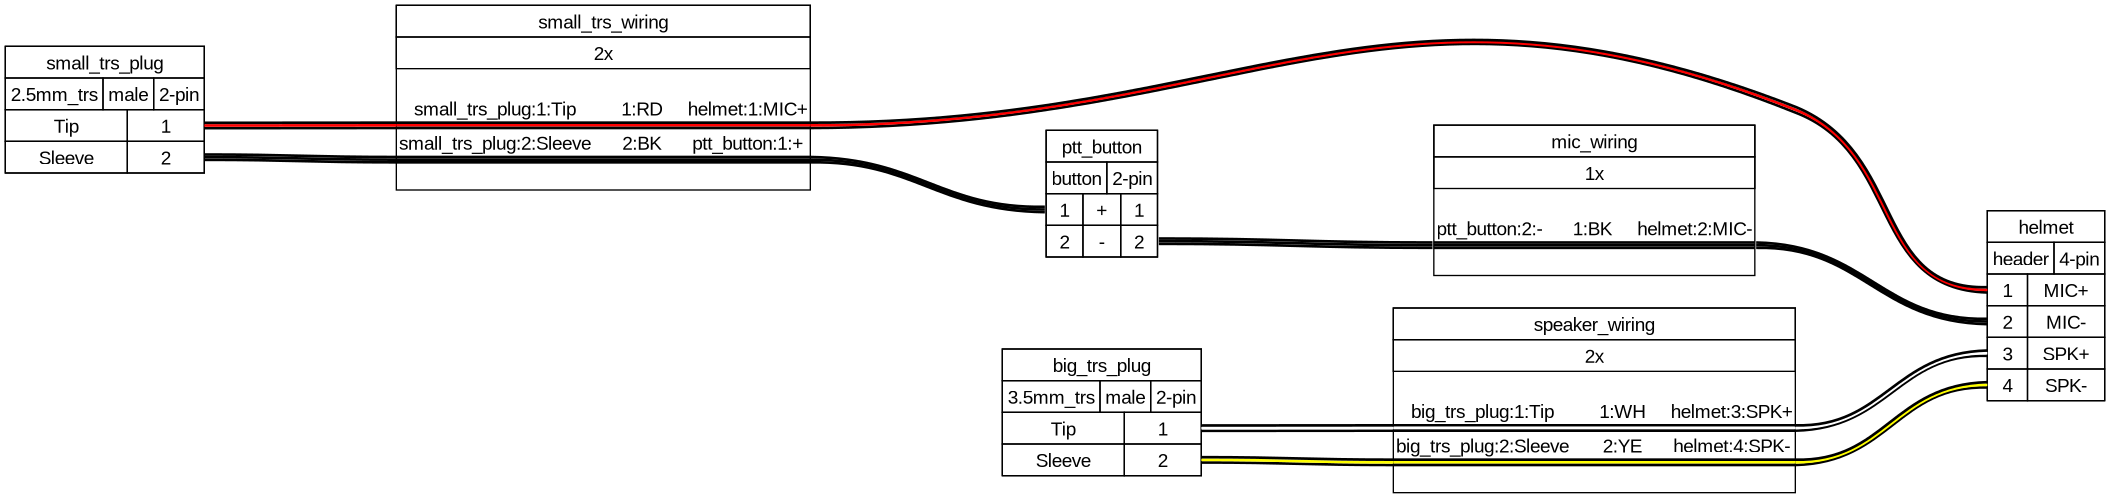 small_trs_plug
2.5mm_trs male 2-pin
Tip 1
Sleeve 2
small_trs_wiring
2x
small_trs_plug:1:Tip 1:RD helmet:1:MIC+
small_trs_plug:2:Sleeve 2:BK ptt_button:1:+
ptt_button
button 2-pin
1 + 1
2 - 2
mic_wiring
1x
ptt_button:2:- 1:BK helmet:2:MIC-
big_trs_plug
3.5mm_trs male 2-pin
Tip 1
Sleeve 2
speaker_wiring
2x
big_trs_plug:1:Tip 1:WH helmet:3:SPK+
big_trs_plug:2:Sleeve 2:YE helmet:4:SPK-
helmet
header 4-pin
1 MIC+
2 MIC-
3 SPK+
4 SPK-